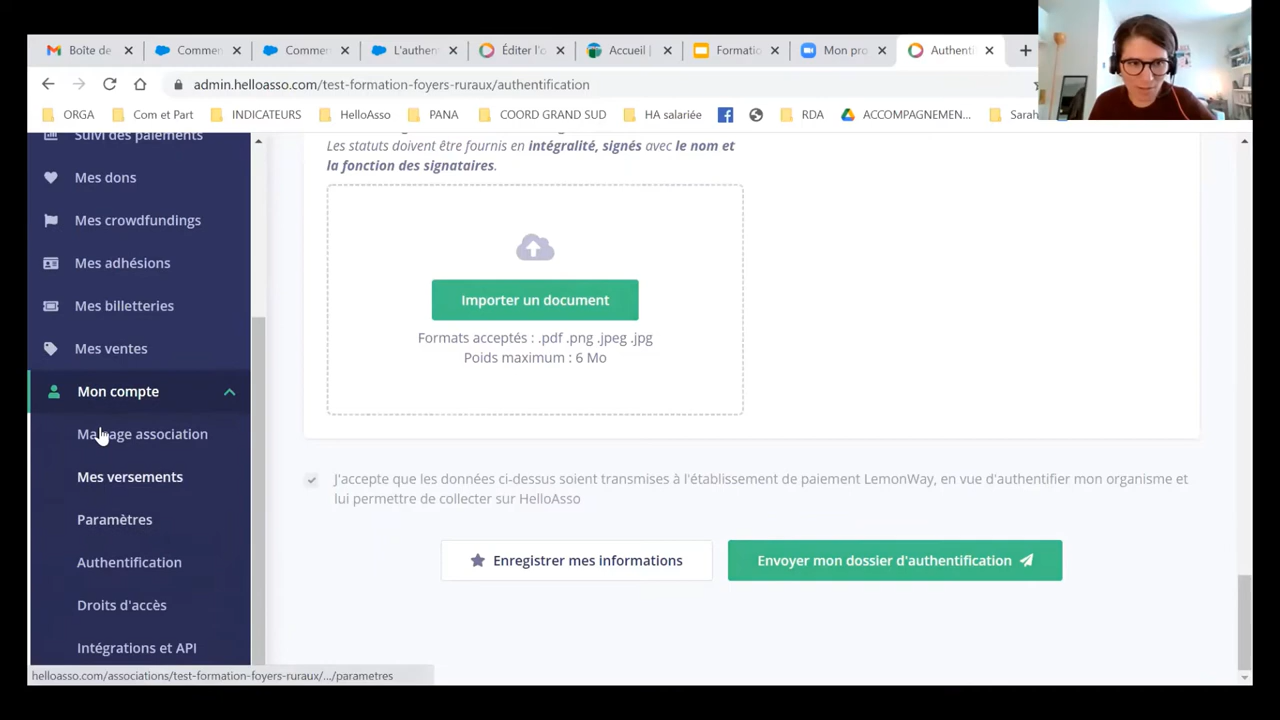 Boîte de
Commen
Commen
L'authen
Éditer l'o
Accueil |
Formatio
Mon pro
Authenti
admin.helloasso.com/test-formation-foyers-ruraux/authentification
ORGA
Com et Part
INDICATEURS
HelloAsso
PANA
COORD GRAND SUD
HA salariée
RDA
ACCOMPAGNEMEN...
Sarah
Suivi des paiements
Mes dons
Mes crowdfundings
Mes adhésions
Mes billetteries
Mes ventes
Mon compte
association
Mes versements
Paramètres
Authentification
Droits d'accès
Intégrations et API
helloasso.com/associations/test-formation-foyers-ruraux/.../parametres
Les statuts doivent être fournis en intégralité, signés avec le nom et
la fonction des signataires.
Importer un document
Formats acceptés : .pdf .png .jpeg .jpg
Poids maximum : 6 Mo
J'accepte que les données ci-dessus soient transmises à l'établissement de paiement LemonWay, en vue d'authentifier mon organisme et
lui permettre de collecter sur HelloAsso
Enregistrer mes informations
Envoyer mon dossier d'authentification